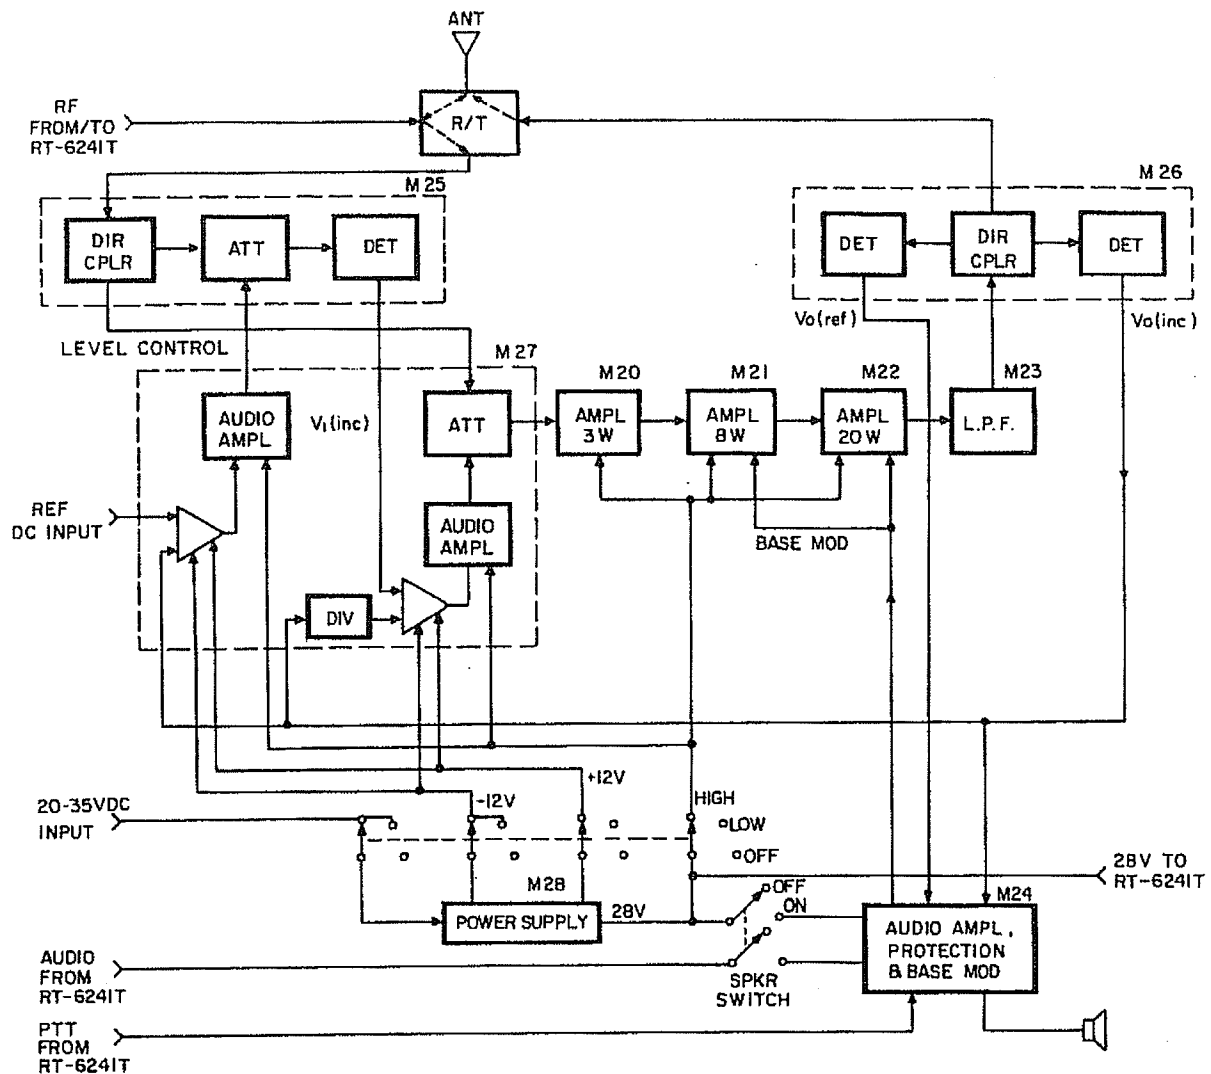 ANT
RF
FROM/TO
RT-6241T
R/T
M25
M26
DIR
CPLR
ATT
DET
DET
DIR
CPLR
DET
Vo(ref)
Vo(inc)
LEVEL CONTROL
M27
M20
M21
M22
M23
AUDIO
AMPL
V1(inc)
ATT
AMPL
3W
AMPL
8W
AMPL
20W
L.P.F.
REF
DC INPUT
AUDIO
AMPL
BASE MOD
DIV
+12V
20-35VDC
INPUT
-12V
HIGH
LOW
OFF
28V TO
RT-6241T
M28
POWER SUPPLY
28V
OFF
ON
M24
AUDIO AMPL,
PROTECTION
& BASE MOD
AUDIO
FROM
RT-6241T
SPKR
SWITCH
PTT
FROM
RT-6241T